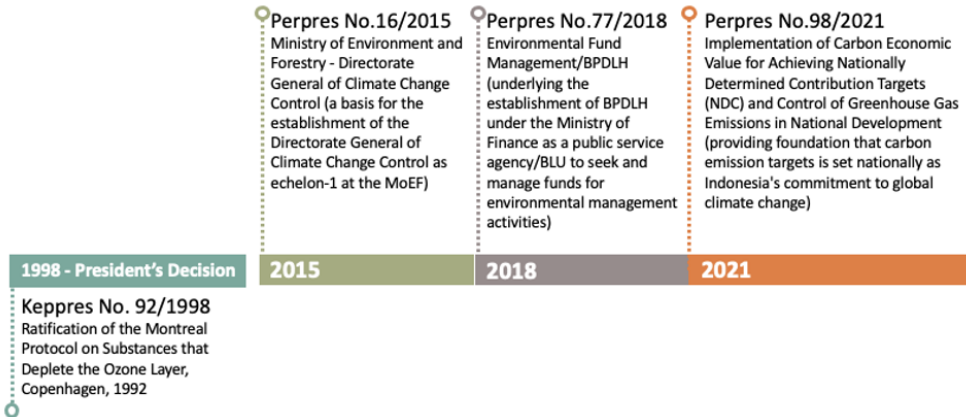 Perpres No.16/2015
Ministry of Environment and
Forestry - Directorate
General of Climate Change
Control (a basis for the
establishment of the
Directorate General of
Climate Change Control as
echelon-1 at the MoEF)
Perpres No.77/2018
Environmental Fund
Management/BPDLH
(underlying the
establishment of BPDLH
under the Ministry of
Finance as a public service
agency/BLU to seek and
manage funds for
environmental management
activities)
Perpres No.98/2021
Implementation of Carbon Economic
Value for Achieving Nationally
Determined Contribution Targets
(NDC) and Control of Greenhouse Gas
Emissions in National Development
(providing foundation that carbon
emission targets is set nationally as
Indonesia's commitment to global
climate change)
1998 - President's Decision
2015
2018
2021
Keppres No. 92/1998
Ratification of the Montreal
Protocol on Substances that
Deplete the Ozone Layer,
Copenhagen, 1992